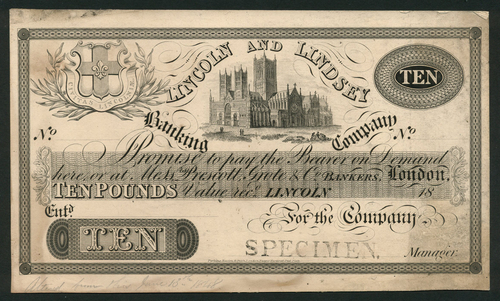 LINCOLN AND LINDSEY
TEN
Banking Company
No No
Promise to pay the Bearer on Demand
here, or at Messrs. Prescott, Grote & Co. BANKERS, London,
TEN POUNDS Value recd. LINCOLN 18
Entd. For the Company
TEN
SPECIMEN.
Manager.